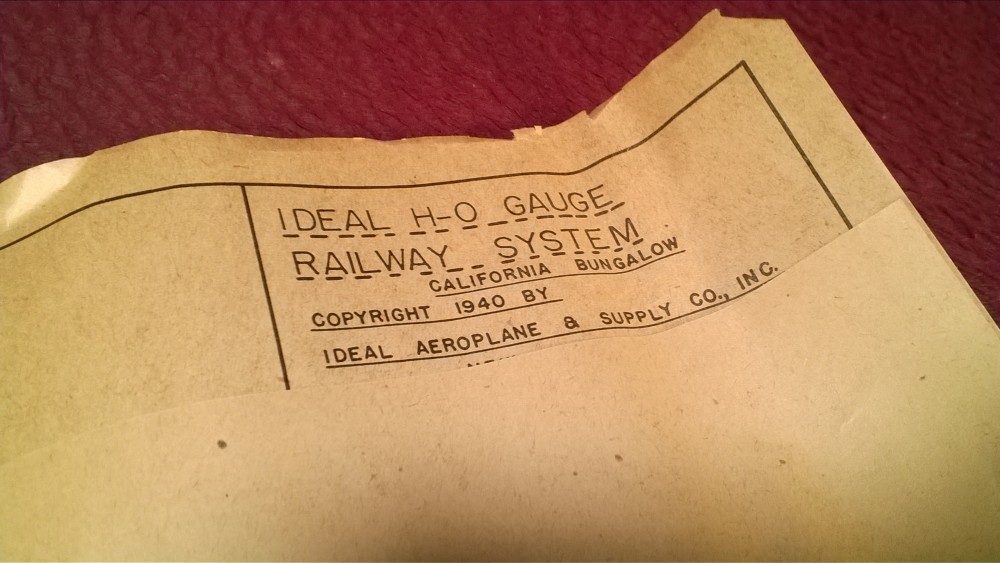 IDEAL H-O GAUGE
RAILWAY SYSTEM
CALIFORNIA BUNGALOW
COPYRIGHT 1940 BY
IDEAL AEROPLANE & SUPPLY CO., INC.